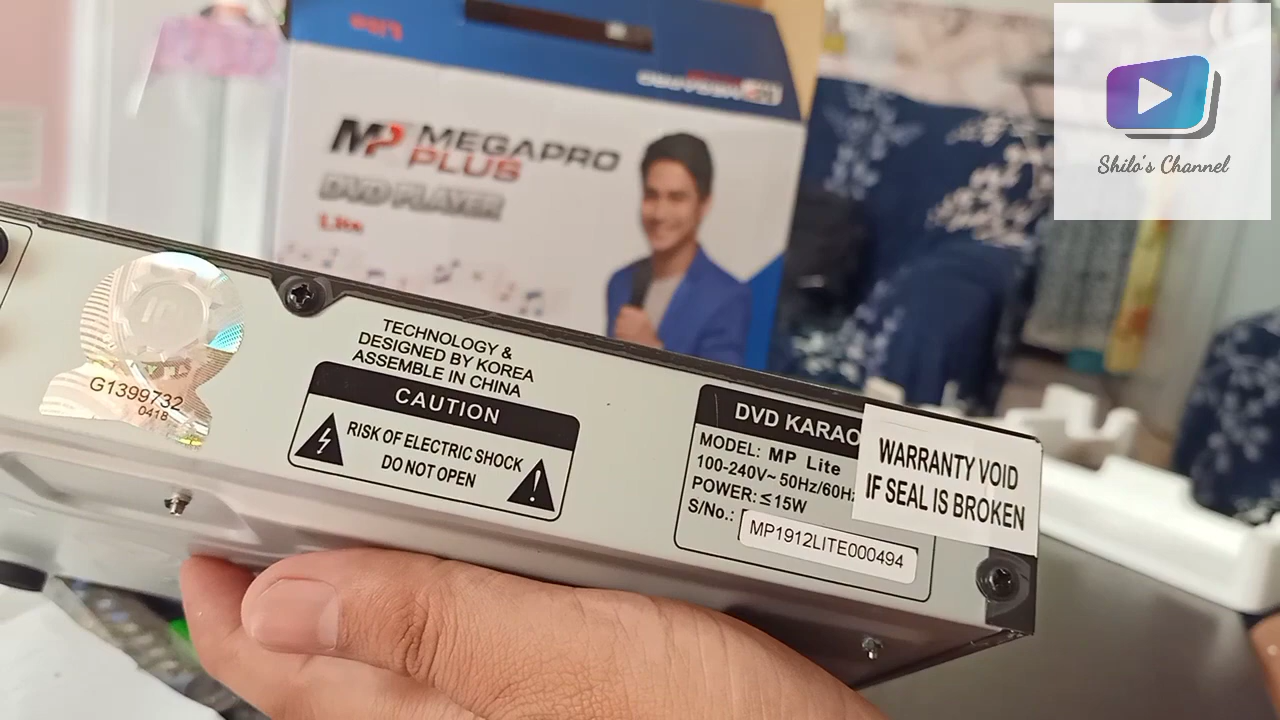 MP MEGAPRO
PLUS
DVD PLAYER
Lite
Shilo's Channel
G1399732
041B
TECHNOLOGY &
DESIGNED BY KOREA
ASSEMBLE IN CHINA
CAUTION
RISK OF ELECTRIC SHOCK
DO NOT OPEN
DVD KARAO
MODEL: MP Lite
100-240V~ 50Hz/60Hz
POWER: ≤15W
S/No.: MP1912LITE000494
WARRANTY VOID
IF SEAL IS BROKEN